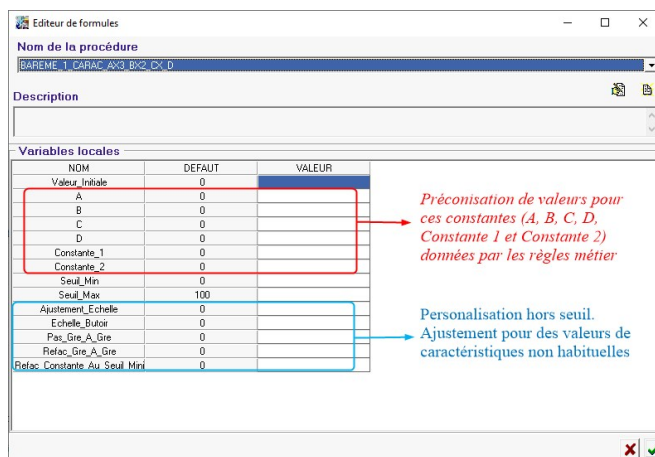 Editeur de formules
Nom de la procédure
BAREME_1_CARAC_AX3_BX2_CX_D
Description
Variables locales
NOM DEFAUT VALEUR
Valeur_Initiale 0
A 0
B 0
C 0
D 0
Constante_1 0
Constante_2 0
Seuil_Min 0
Seuil_Max 100
Ajustement_Echelle 0
Echelle_Butoir 0
Pas_Gre_A_Gre 0
Refac_Gre_A_Gre 0
Refac_Constante_Au_Seuil_Mini 0
Préconisation de valeurs pour
ces constantes (A, B, C, D,
Constante 1 et Constante 2)
données par les règles métier
Personalisation hors seuil.
Ajustement pour des valeurs de
caractéristiques non habituelles